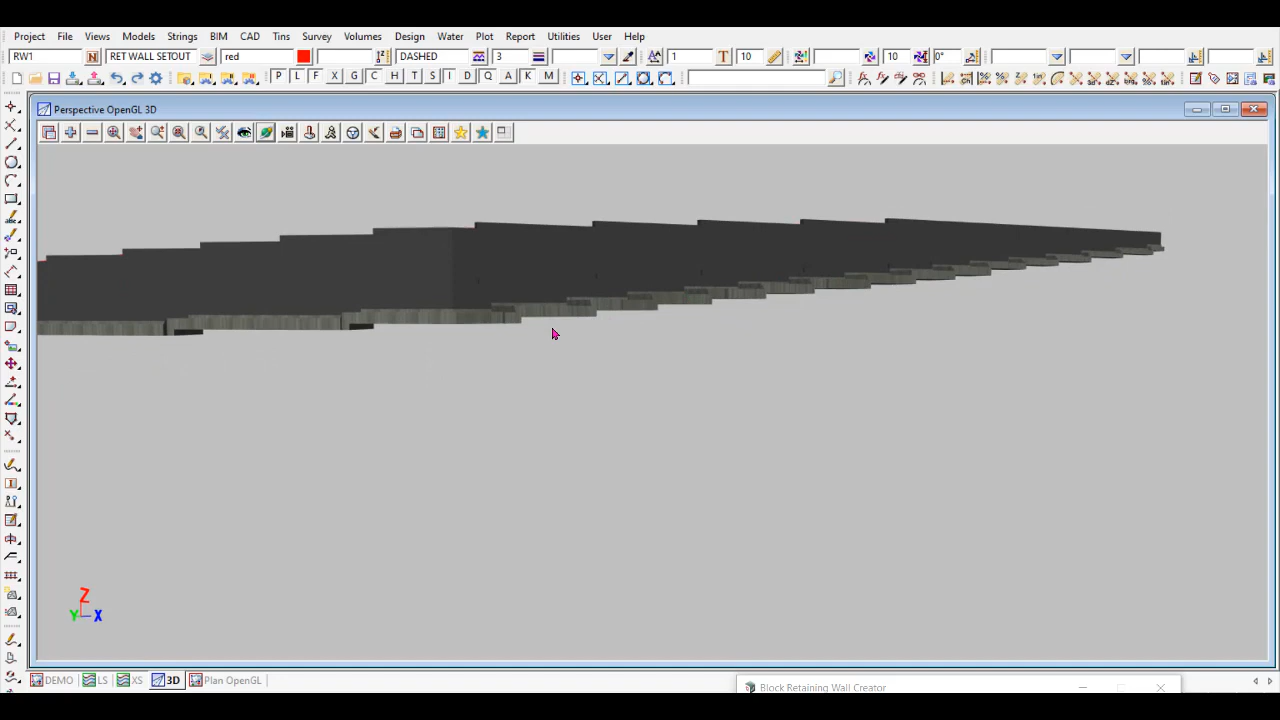 Project File Views Models Strings BIM CAD Tins Survey Volumes Design Water Plot Report Utilities User Help
RW1 N RET WALL SETOUT red DASHED 3 1 T 10 10 0°
P L F X G C H T S I D Q A K M
Perspective OpenGL 3D
Z
Y X
DEMO LS XS 3D Plan OpenGL
Block Retaining Wall Creator